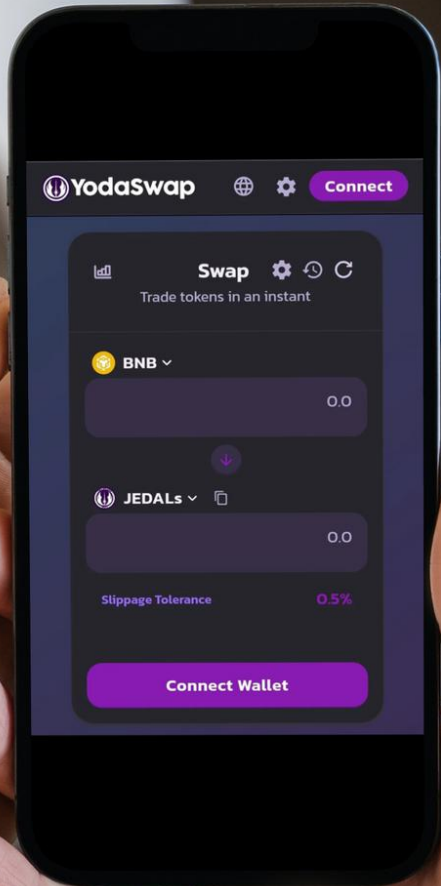 YodaSwap
Connect
Swap
Trade tokens in an instant
BNB
0.0
JEDALs
0.0
Slippage Tolerance
0.5%
Connect Wallet